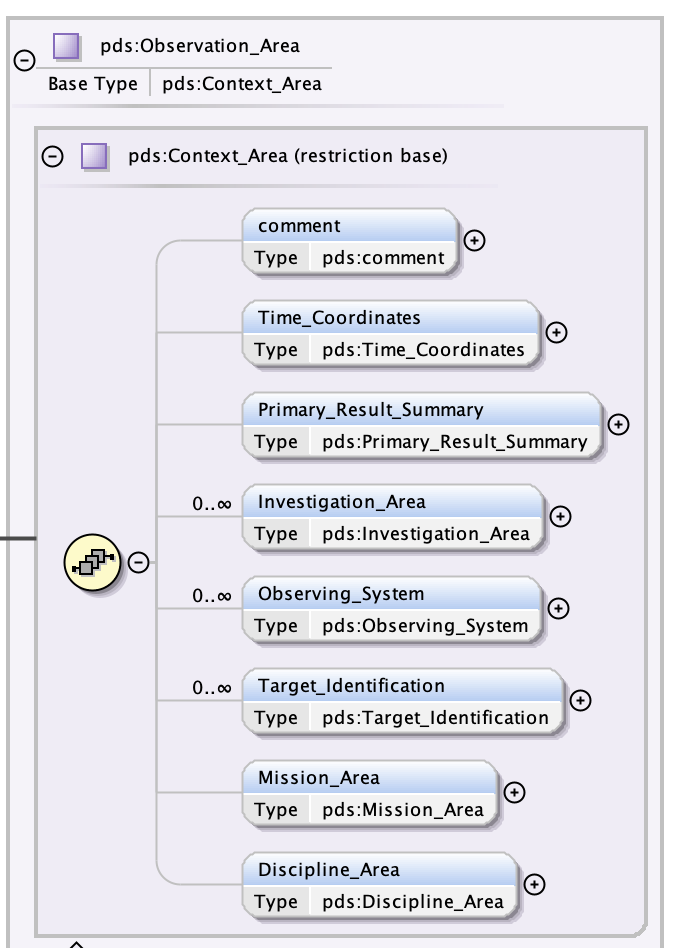 pds:Observation_Area
Base Type pds:Context_Area
pds:Context_Area (restriction base)
comment
Type pds:comment
Time_Coordinates
Type pds:Time_Coordinates
Primary_Result_Summary
Type pds:Primary_Result_Summary
0..∞ Investigation_Area
Type pds:Investigation_Area
0..∞ Observing_System
Type pds:Observing_System
0..∞ Target_Identification
Type pds:Target_Identification
Mission_Area
Type pds:Mission_Area
Discipline_Area
Type pds:Discipline_Area